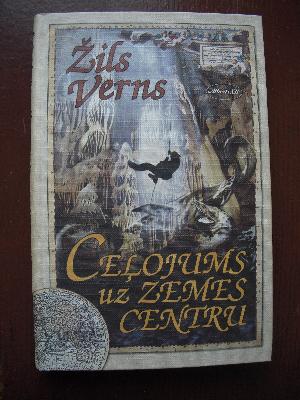 Žils
Verns
CEĻOJUMS
UZ ZEMES
CENTRU